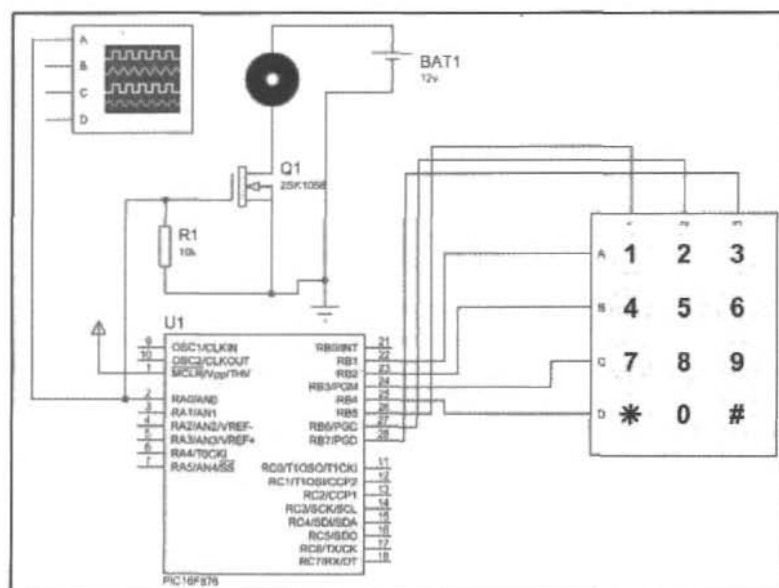 A
B
C
D
BAT1
12v
Q1
2SK1058
R1
10k
U1
9 OSC1/CLKIN
10 OSC2/CLKOUT
1 MCLR/Vpp/THV
2 RA0/AN0
3 RA1/AN1
4 RA2/AN2/VREF-
5 RA3/AN3/VREF+
6 RA4/T0CKI
7 RA5/AN4/SS
RB0/INT 21
RB1 22
RB2 23
RB3/PGM 24
RB4 25
RB5 26
RB6/PGC 27
RB7/PGD 28
RC0/T1OSO/T1CKI 11
RC1/T1OSI/CCP2 12
RC2/CCP1 13
RC3/SCK/SCL 14
RC4/SDI/SDA 15
RC5/SDO 16
RC6/TX/CK 17
RC7/RX/DT 18
PIC16F876
1 2 3
A 1 2 3
B 4 5 6
C 7 8 9
D * 0 #